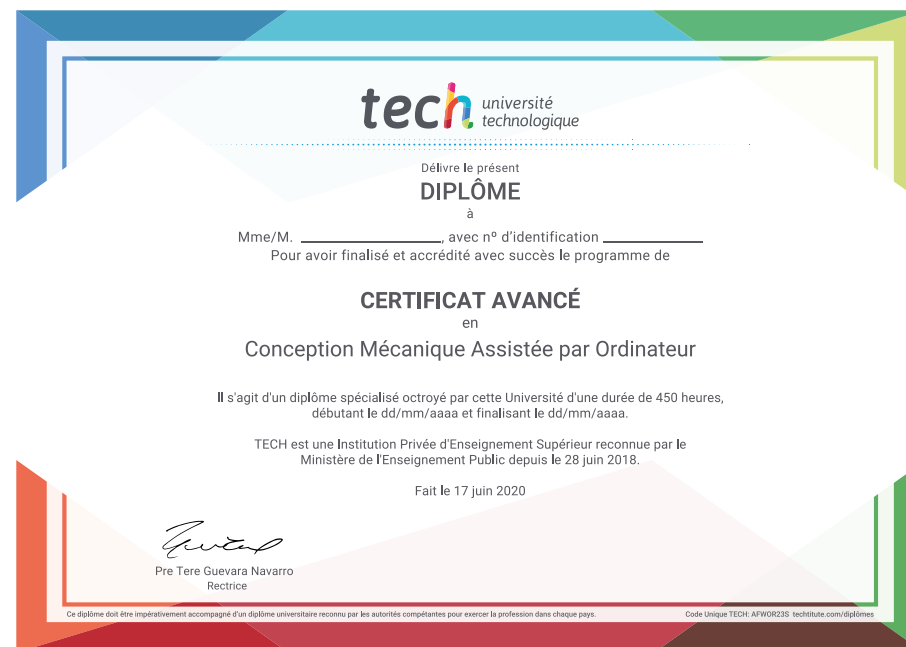 tech université
technologique
Délivre le présent
DIPLÔME
à
Mme/M. ____________________, avec nº d'identification ______________
Pour avoir finalisé et accrédité avec succès le programme de
CERTIFICAT AVANCÉ
en
Conception Mécanique Assistée par Ordinateur
Il s'agit d'un diplôme spécialisé octroyé par cette Université d'une durée de 450 heures,
débutant le dd/mm/aaaa et finalisant le dd/mm/aaaa.
TECH est une Institution Privée d'Enseignement Supérieur reconnue par le
Ministère de l'Enseignement Public depuis le 28 juin 2018.
Fait le 17 juin 2020
Pre Tere Guevara Navarro
Rectrice
Ce diplôme doit être impérativement accompagné d'un diplôme universitaire reconnu par les autorités compétantes pour exercer la profession dans chaque pays. Code Unique TECH: AFWOR23S techtitute.com/diplômes